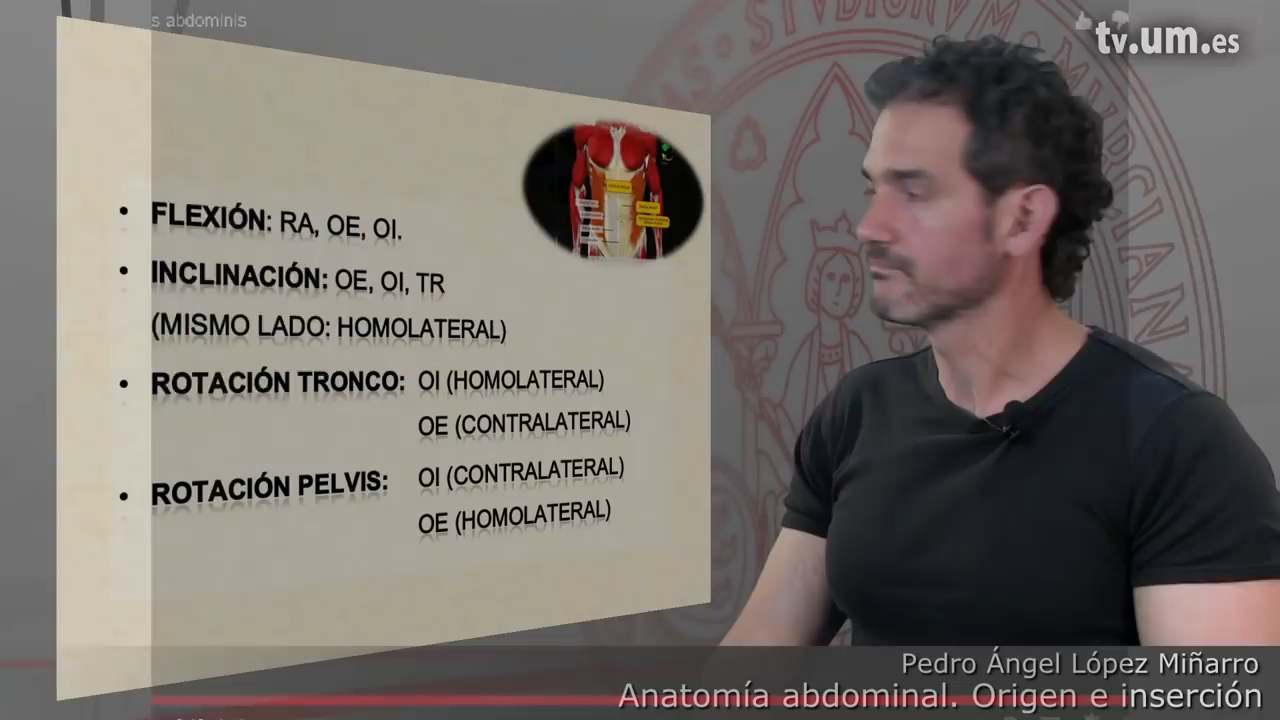 s abdominis
tv.um.es
• FLEXIÓN: RA, OE, OI.
• INCLINACIÓN: OE, OI, TR
(MISMO LADO: HOMOLATERAL)
• ROTACIÓN TRONCO: OI (HOMOLATERAL)
OE (CONTRALATERAL)
• ROTACIÓN PELVIS: OI (CONTRALATERAL)
OE (HOMOLATERAL)
Pedro Ángel López Miñarro
Anatomía abdominal. Origen e inserción